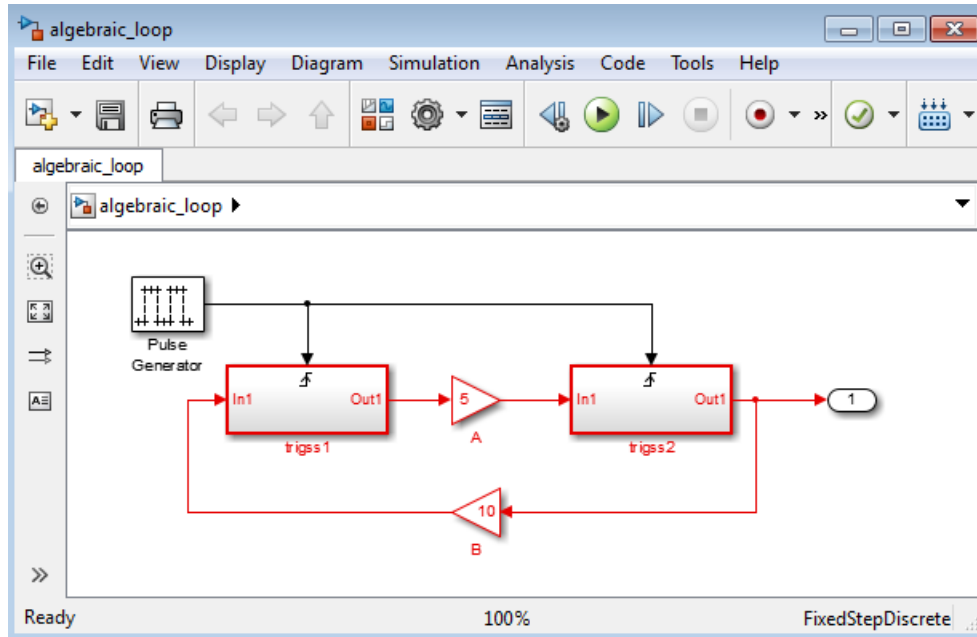 algebraic_loop
File Edit View Display Diagram Simulation Analysis Code Tools Help
algebraic_loop
algebraic_loop
Pulse
Generator
In1 Out1 5 In1 Out1 1
trigss1 A trigss2
10
B
Ready 100% FixedStepDiscrete